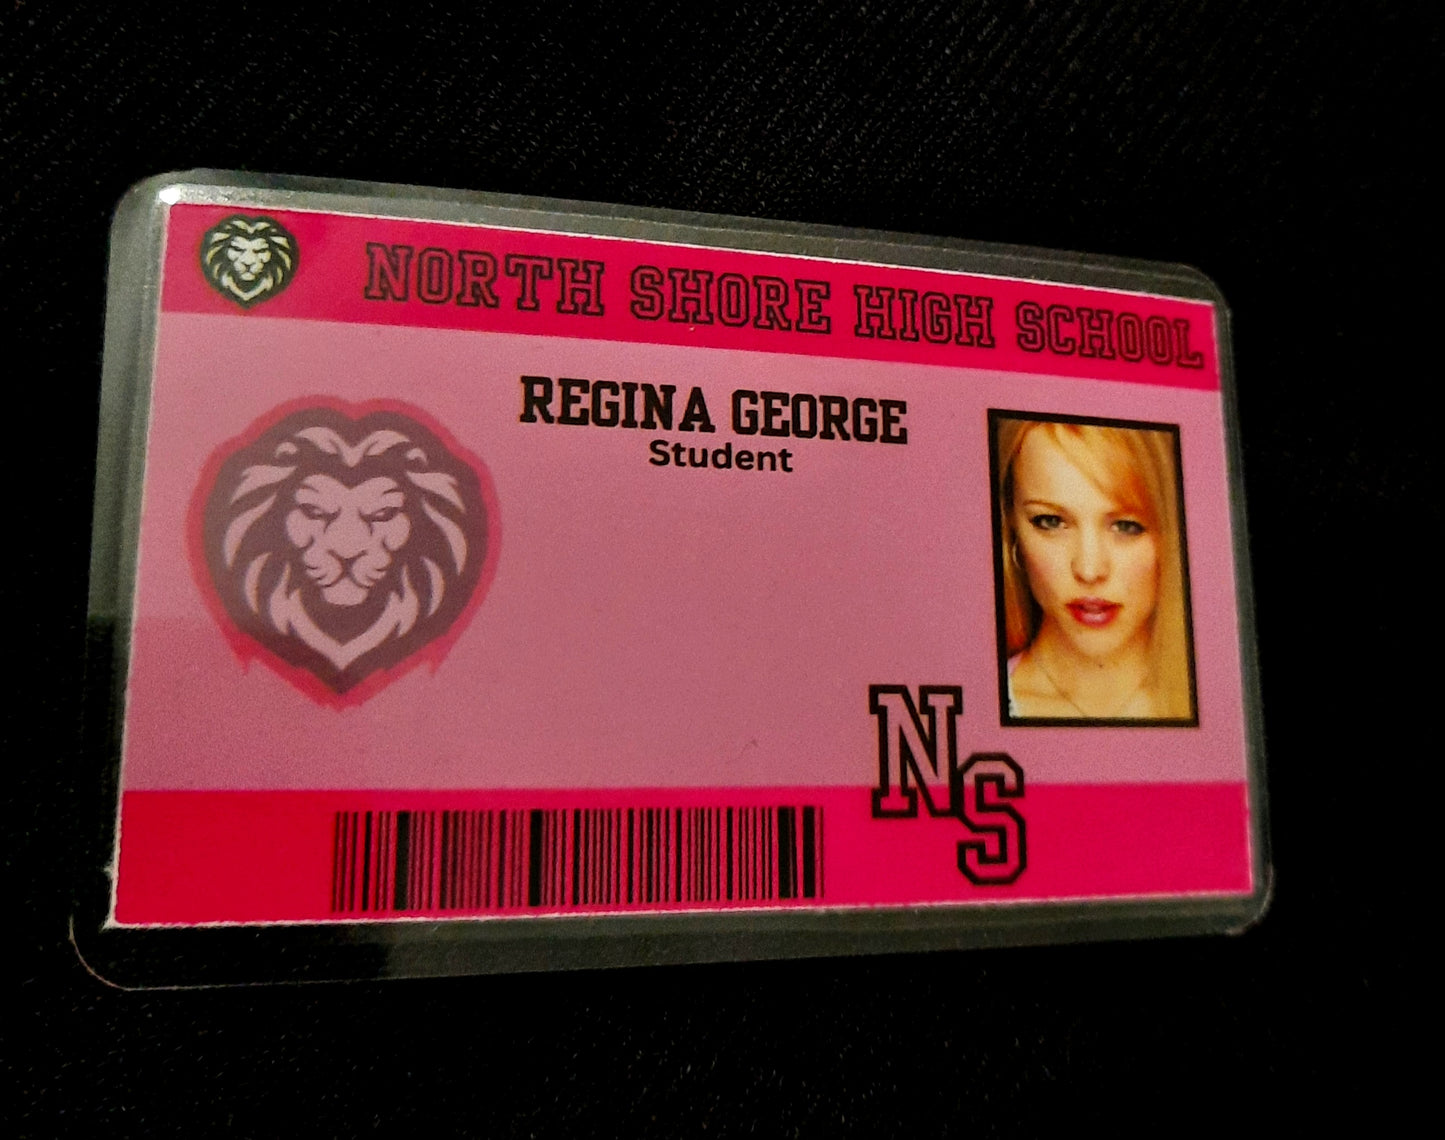 NORTH SHORE HIGH SCHOOL
REGINA GEORGE
Student
NS